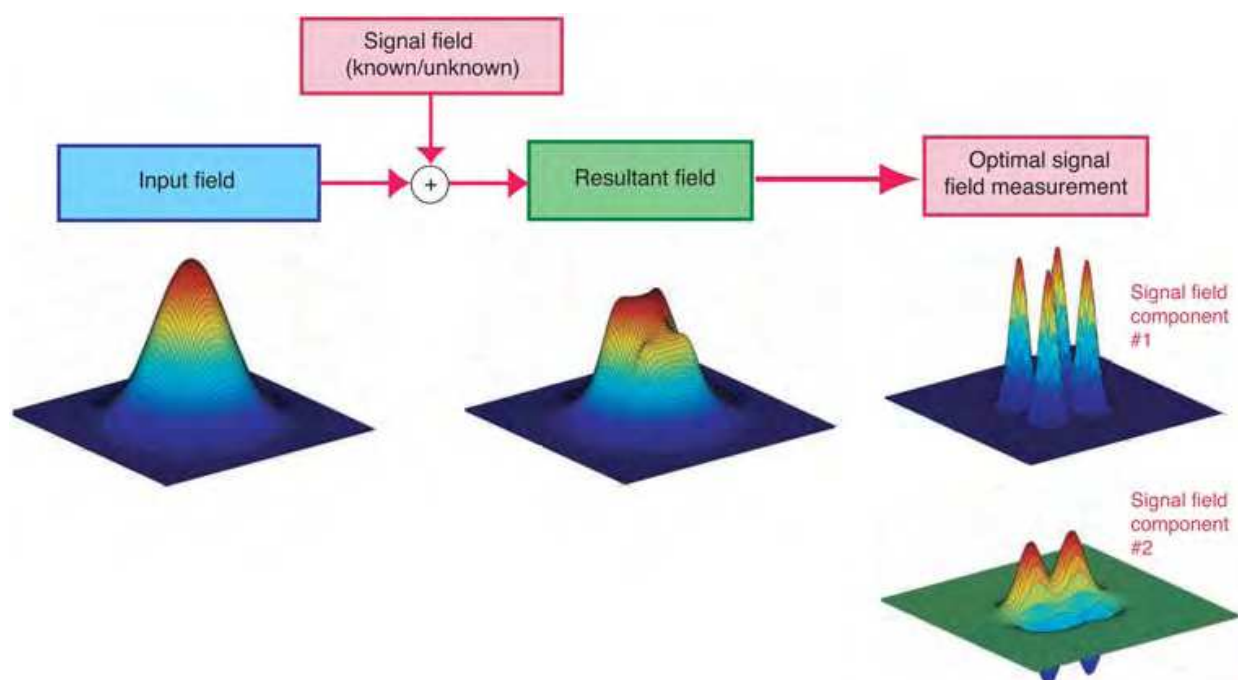 Signal field
(known/unknown)
Input field
+
Resultant field
Optimal signal
field measurement
Signal field
component
#1
Signal field
component
#2